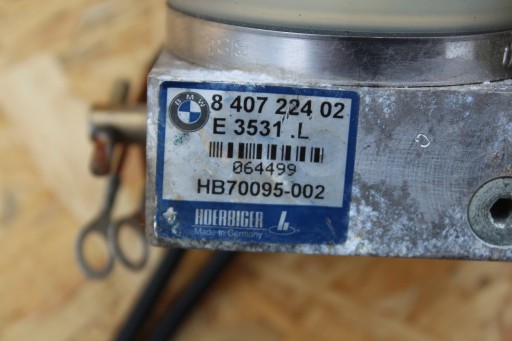 BMW
8 407 224 02
E 3531 .L
064499
HB70095-002
HOERBIGER
Made in Germany